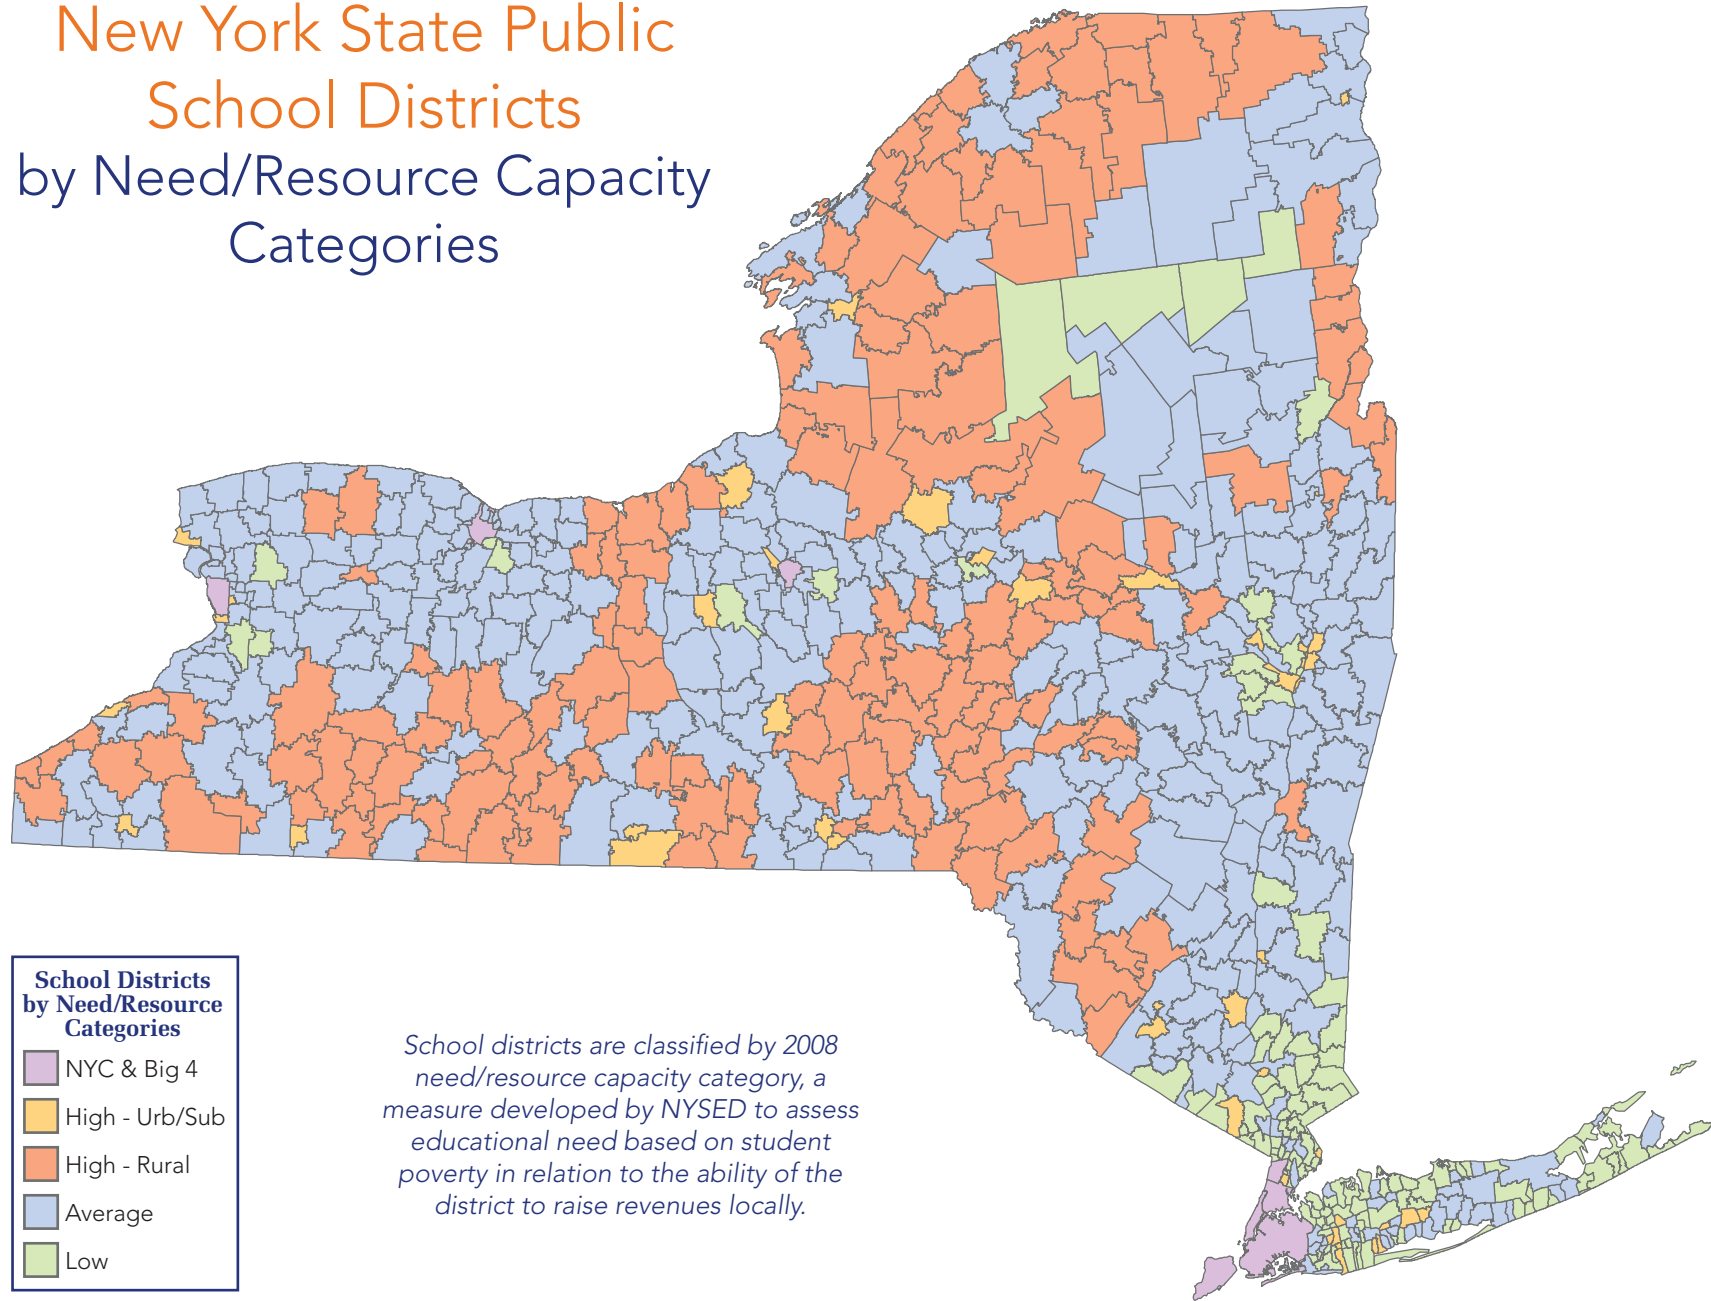 New York State Public
School Districts
by Need/Resource Capacity
Categories
School Districts
by Need/Resource
Categories
NYC & Big 4
High - Urb/Sub
High - Rural
Average
Low
School districts are classified by 2008
need/resource capacity category, a
measure developed by NYSED to assess
educational need based on student
poverty in relation to the ability of the
district to raise revenues locally.